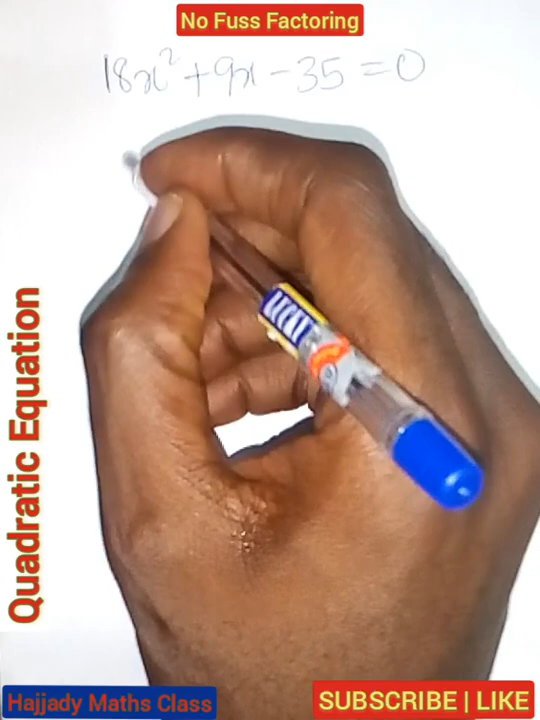 No Fuss Factoring
18x² + 9x - 35 = 0
Quadratic Equation
Hajjady Maths Class
SUBSCRIBE | LIKE